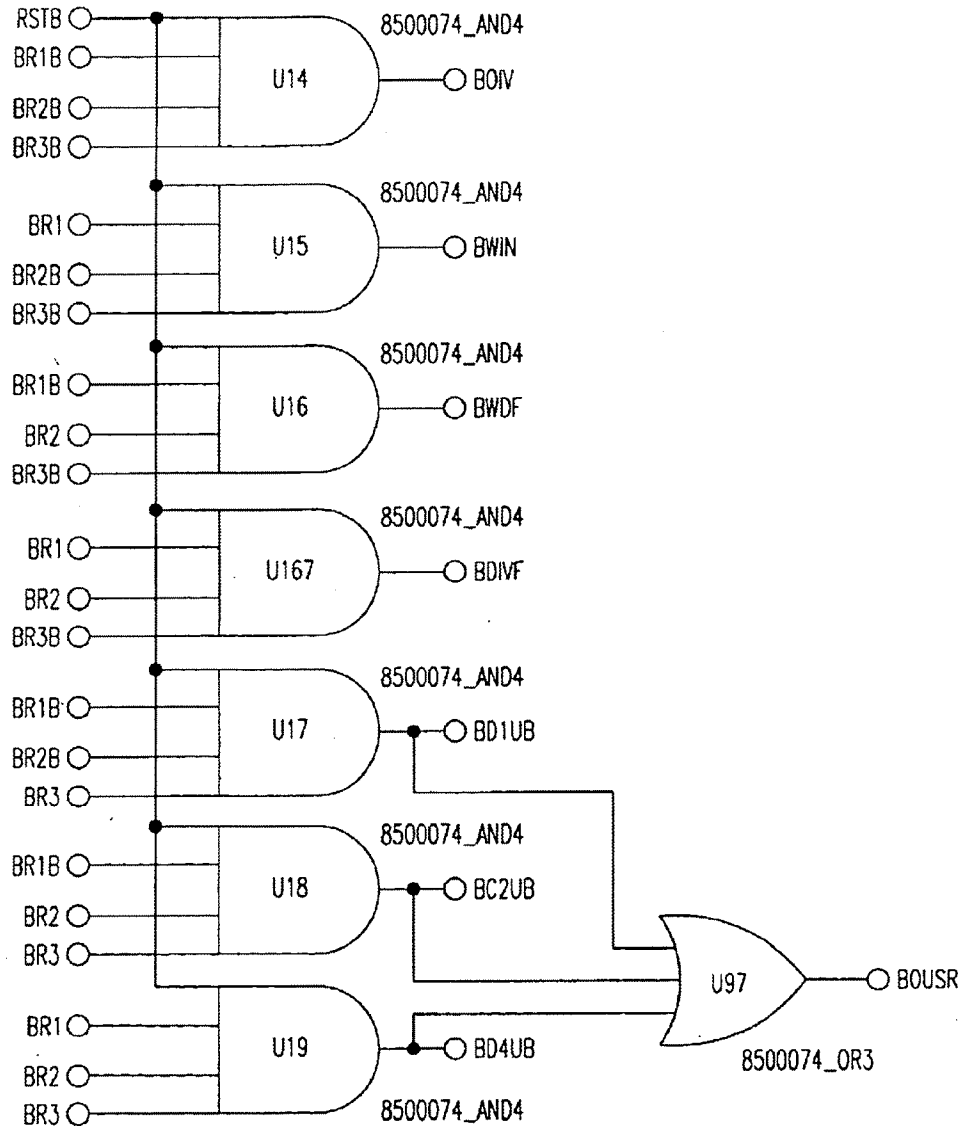 RSTB
8500074_AND4
BR1B
U14
BOIV
BR2B
BR3B
8500074_AND4
BR1
U15
BWIN
BR2B
BR3B
8500074_AND4
BR1B
U16
BWDF
BR2
BR3B
8500074_AND4
BR1
U167
BDIVF
BR2
BR3B
8500074_AND4
BR1B
U17
BD1UB
BR2B
BR3
8500074_AND4
BR1B
U18
BC2UB
BR2
BR3
U97
BOUSR
BR1
U19
BD4UB
8500074_OR3
BR2
BR3
8500074_AND4